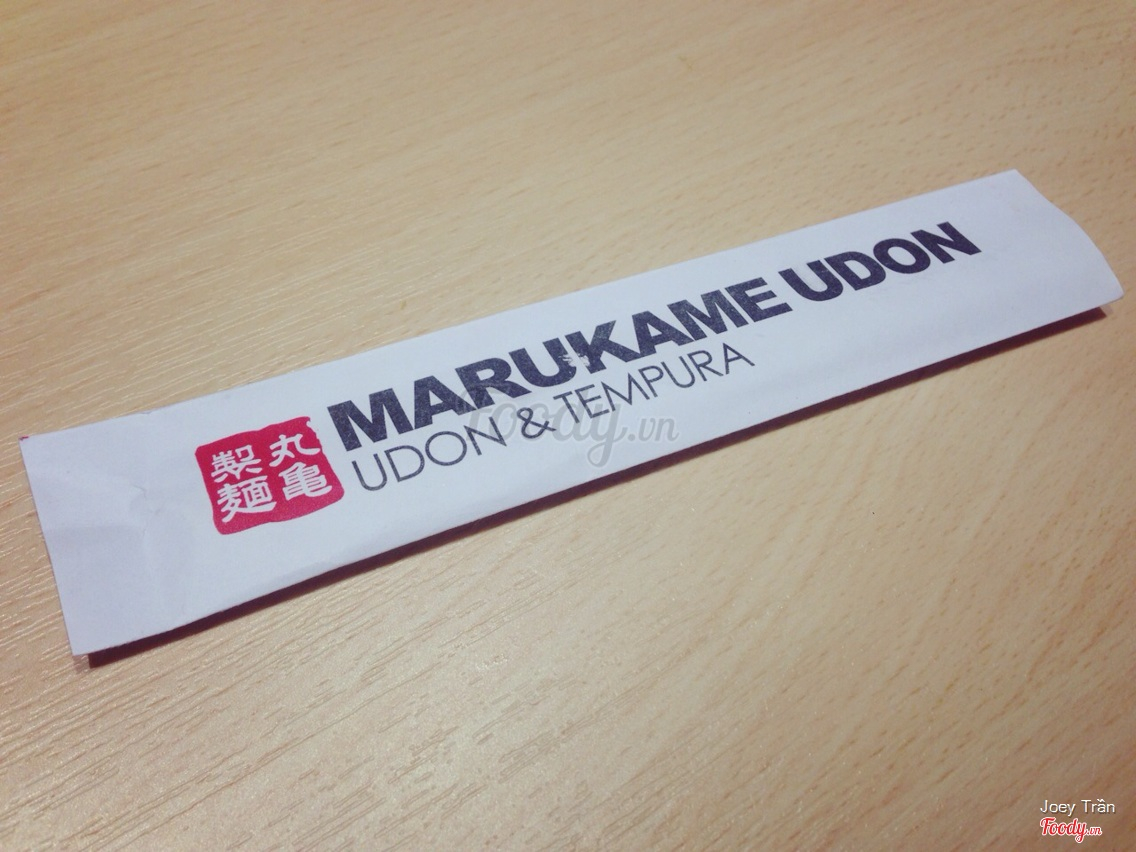 丸亀
製麺
MARUKAME UDON
UDON & TEMPURA
Foody.vn
Joey Trần
Foody.vn